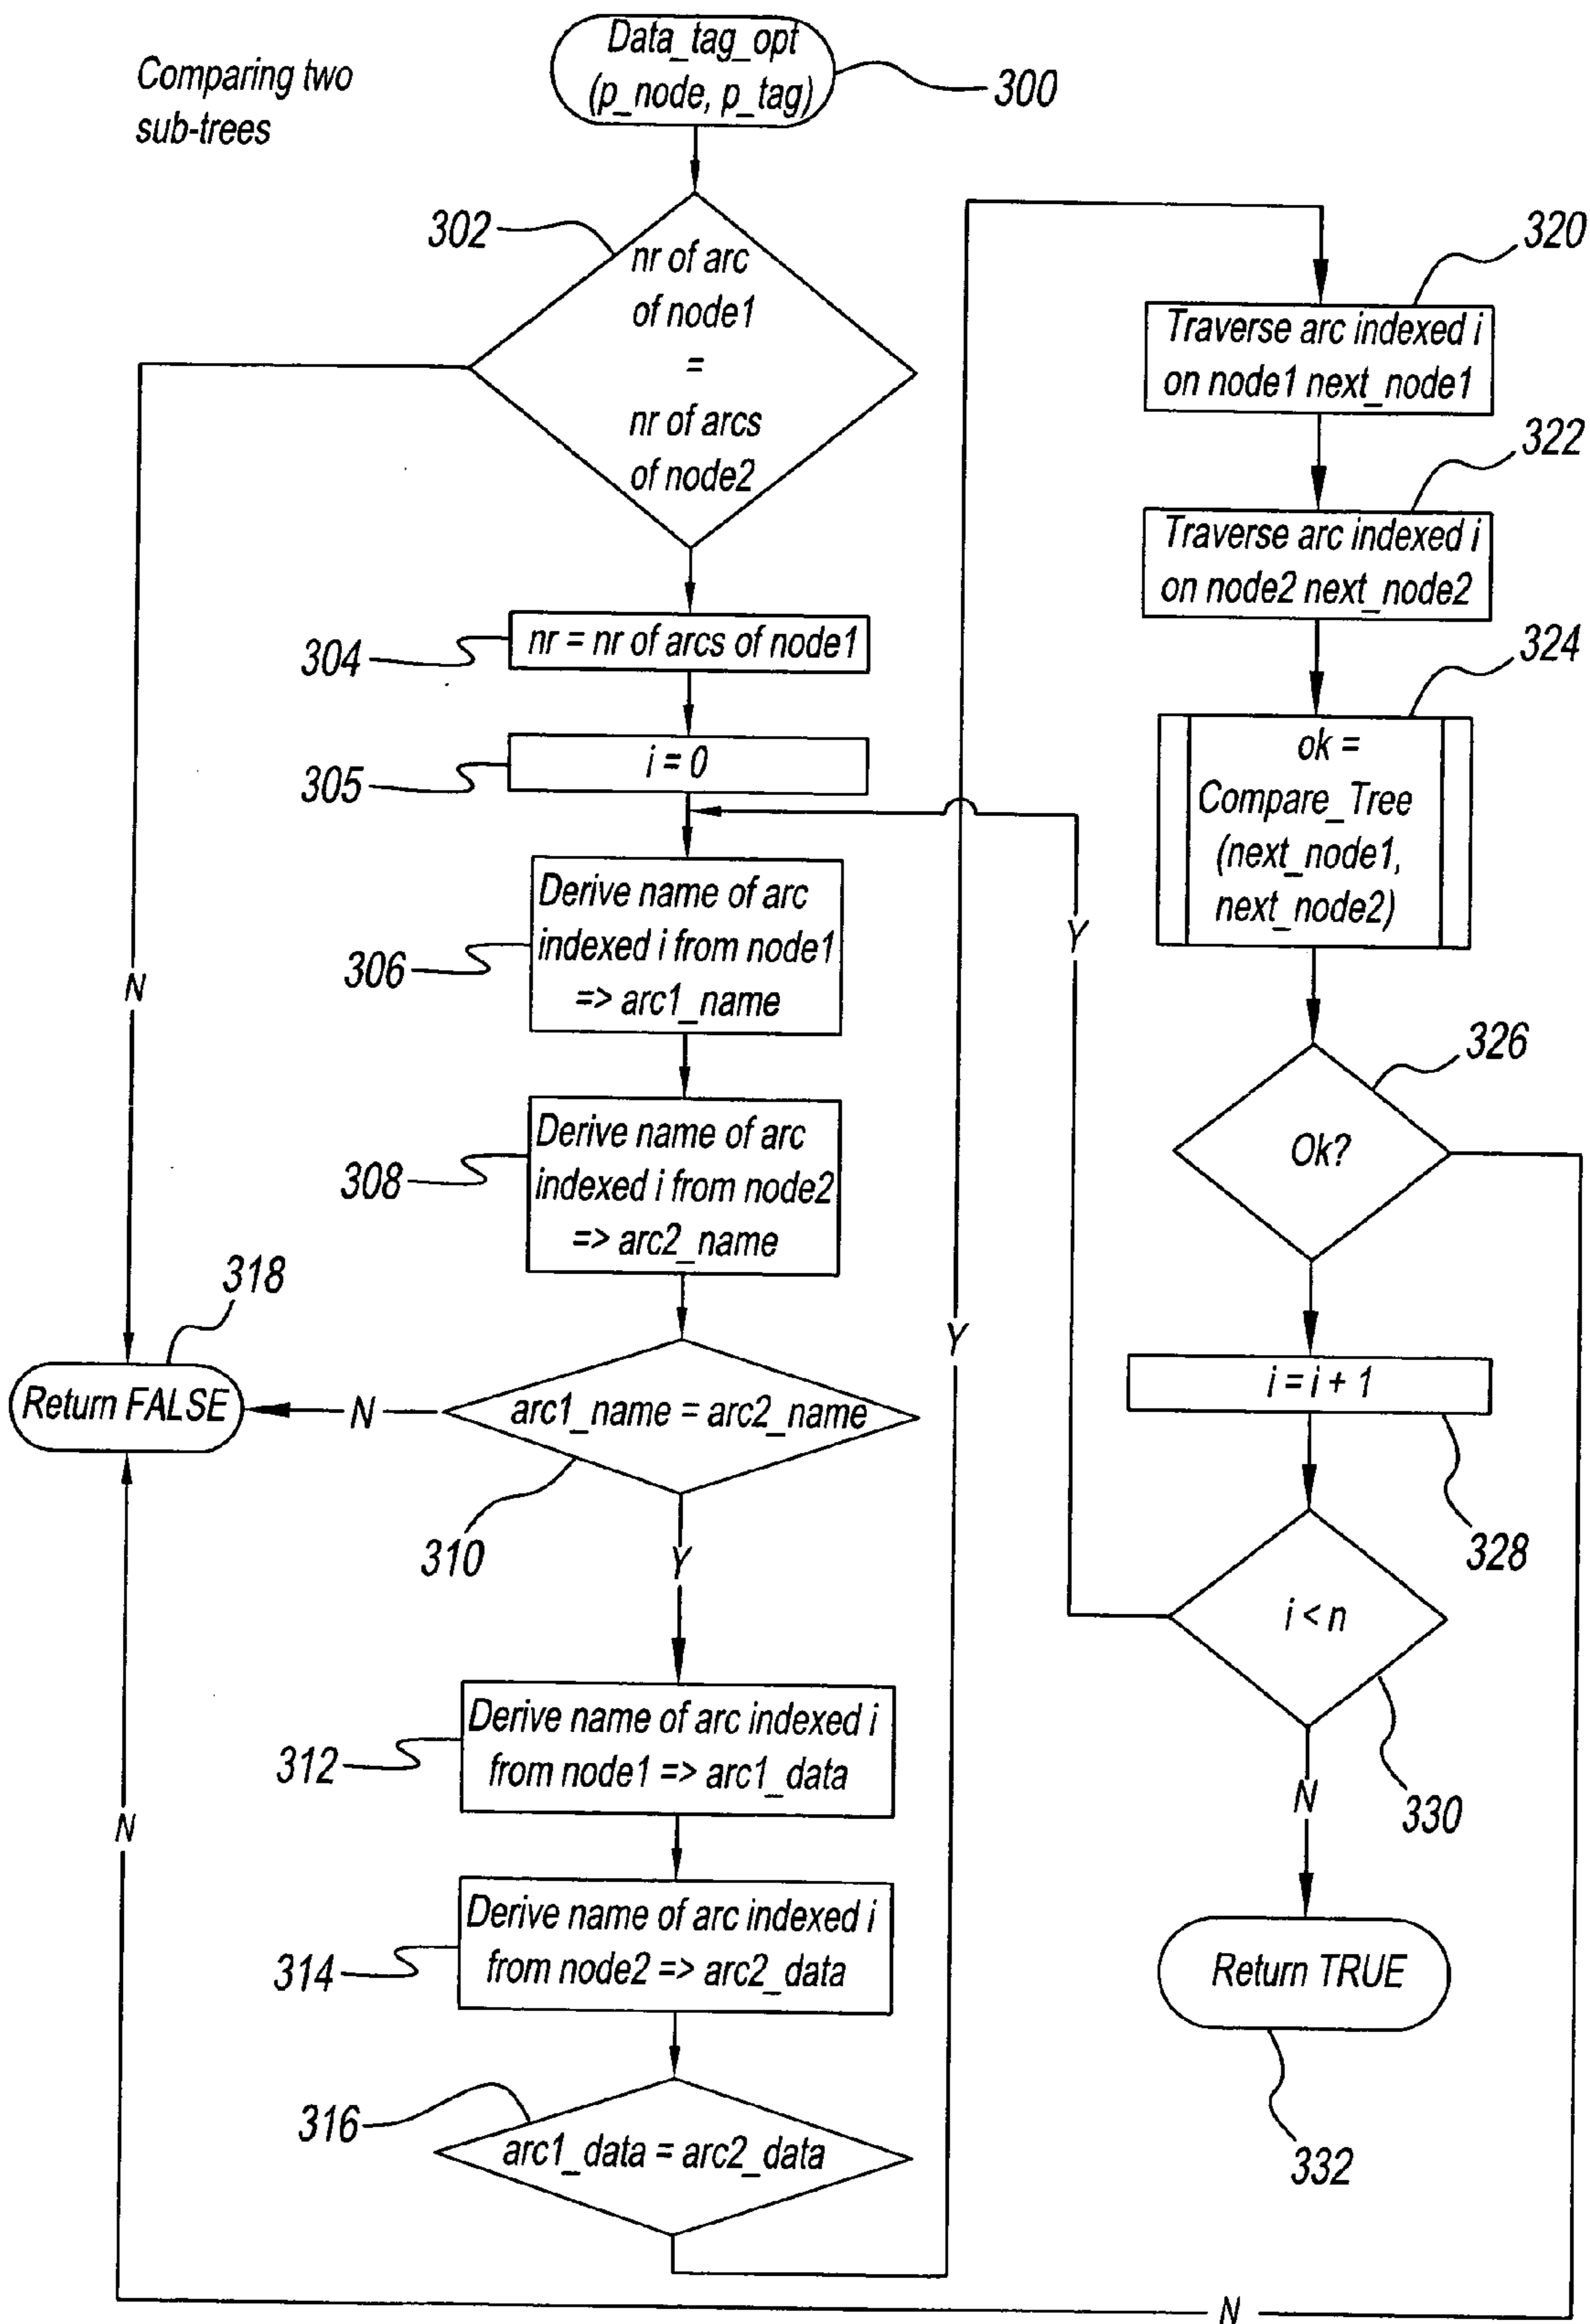 Comparing two
sub-trees
Data_tag_opt
(p_node, p_tag)
300
302
nr of arc
of node1
=
nr of arcs
of node2
N
304
nr = nr of arcs of node1
305
i = 0
306
Derive name of arc
indexed i from node1
=> arc1_name
308
Derive name of arc
indexed i from node2
=> arc2_name
318
Return FALSE
N
arc1_name = arc2_name
310
Y
312
Derive name of arc indexed i
from node1 => arc1_data
314
Derive name of arc indexed i
from node2 => arc2_data
316
arc1_data = arc2_data
N
Y
320
Traverse arc indexed i
on node1 next_node1
322
Traverse arc indexed i
on node2 next_node2
324
ok =
Compare_Tree
(next_node1,
next_node2)
Y
326
Ok?
i = i + 1
328
i < n
330
N
Return TRUE
332
N